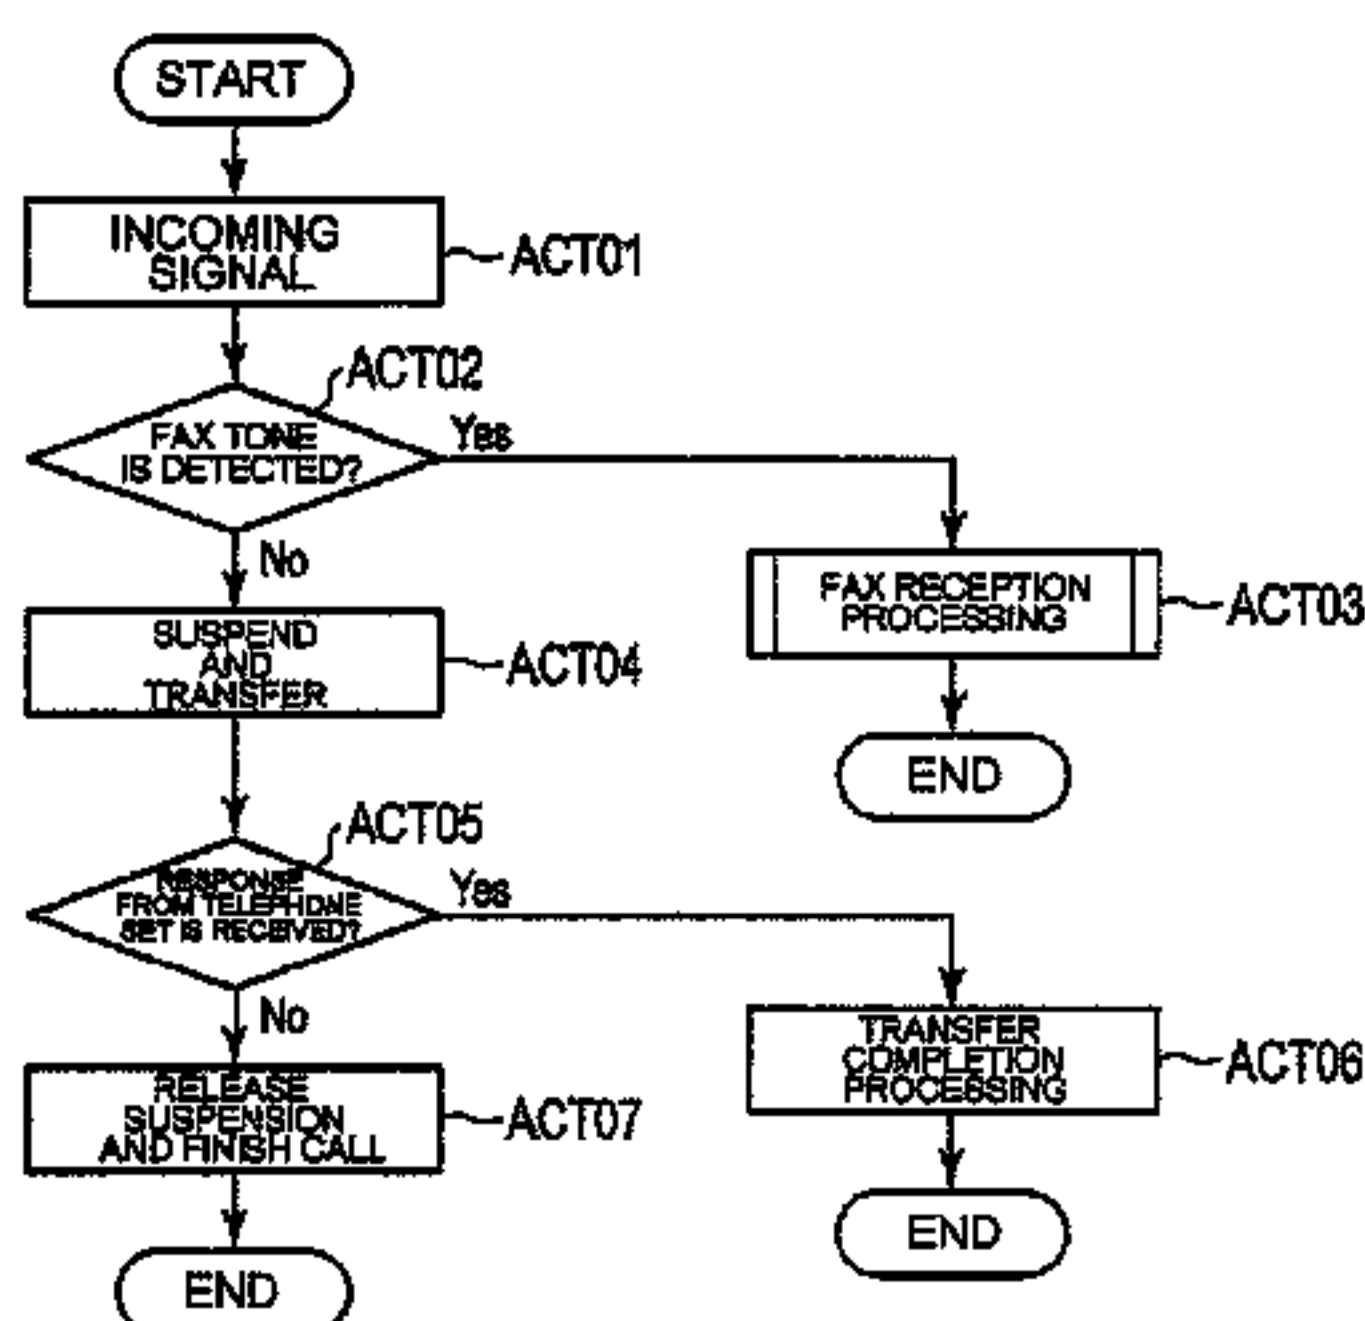 START
INCOMING
SIGNAL
ACT01
ACT02
FAX TONE
IS DETECTED?
Yes
No
FAX RECEPTION
PROCESSING
ACT03
SUSPEND
AND
TRANSFER
ACT04
END
ACT05
RESPONSE
FROM TELEPHONE
SET IS RECEIVED?
Yes
No
TRANSFER
COMPLETION
PROCESSING
ACT06
RELEASE
SUSPENSION
AND FINISH CALL
ACT07
END
END